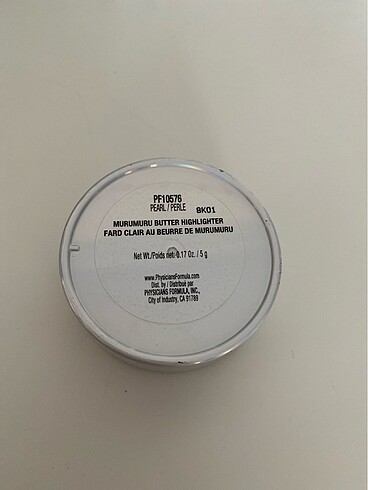 PF10576
PEARL / PERLE
8K01
MURUMURU BUTTER HIGHLIGHTER
FARD CLAIR AU BEURRE DE MURUMURU
Net Wt./Poids net: 0.17 Oz. / 5 g
www.PhysiciansFormula.com
Dist. by / Distribué par
PHYSICIANS FORMULA, INC.,
City of Industry, CA 91789